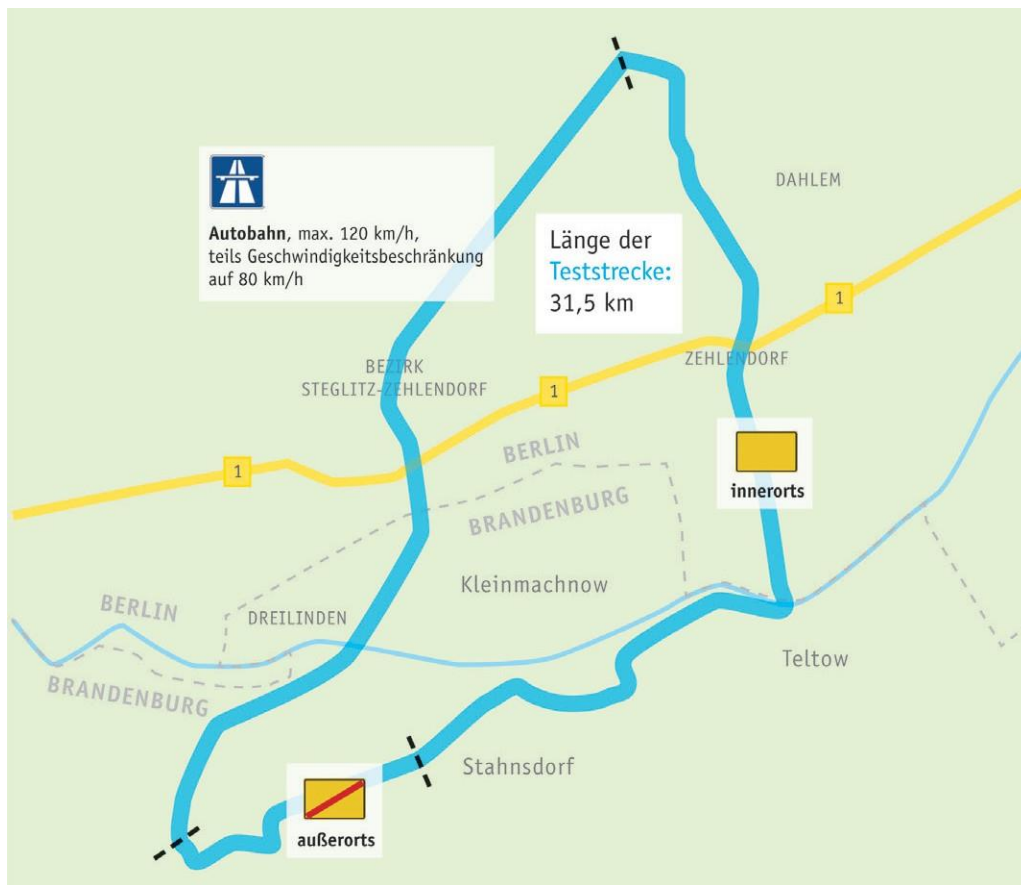 DAHLEM
Autobahn, max. 120 km/h,
teils Geschwindigkeitsbeschränkung
auf 80 km/h
Länge der
Teststrecke:
31,5 km
1
ZEHLENDORF
BEZIRK
STEGLITZ-ZEHLENDORF
1
1
BERLIN
BRANDENBURG
innerorts
Kleinmachnow
BERLIN
DREILINDEN
BRANDENBURG
Teltow
Stahnsdorf
außerorts